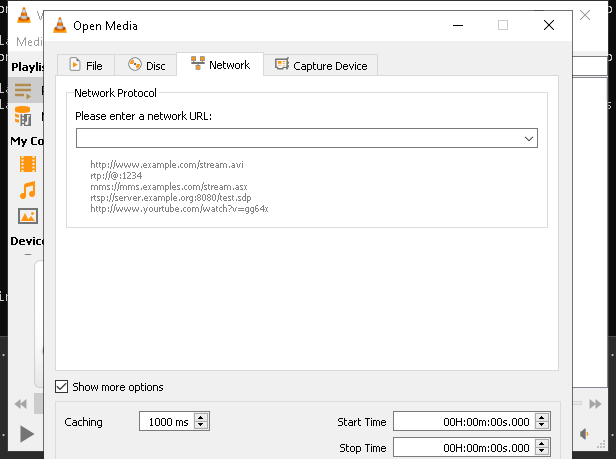 Open Media
Medi
File
Disc
Network
Capture Device
Playlis
Network Protocol
Please enter a network URL:
http://www.example.com/stream.avi
rtp://@:1234
mms://mms.examples.com/stream.asx
rtsp://server.example.org:8080/test.sdp
http://www.yourtube.com/watch?v=gg64x
My Co
Device
Show more options
Caching
1000 ms
Start Time
00H:00m:00s.000
Stop Time
00H:00m:00s.000